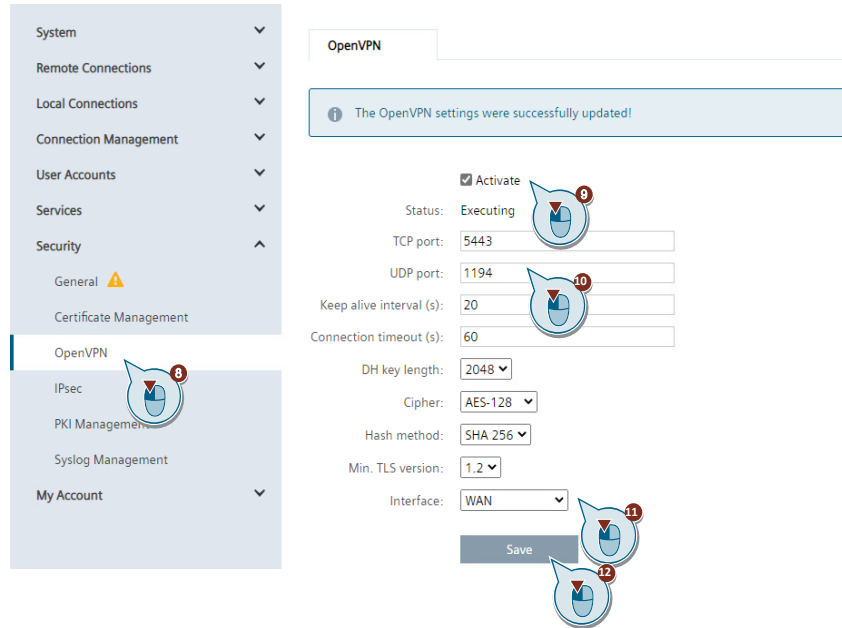 System
Remote Connections
Local Connections
Connection Management
User Accounts
Services
Security
General
Certificate Management
OpenVPN
8
IPsec
PKI Management
Syslog Management
My Account
OpenVPN
The OpenVPN settings were successfully updated!
Activate
9
Status: Executing
TCP port: 5443
UDP port: 1194
10
Keep alive interval (s): 20
Connection timeout (s): 60
DH key length: 2048
Cipher: AES-128
Hash method: SHA 256
Min. TLS version: 1.2
Interface: WAN
11
Save
12